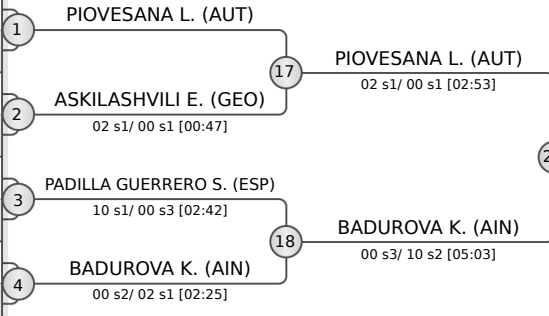 PIOVESANA L. (AUT)
1
17
PIOVESANA L. (AUT)
02 s1/ 00 s1 [02:53]
ASKILASHVILI E. (GEO)
2
02 s1/ 00 s1 [00:47]
PADILLA GUERRERO S. (ESP)
3
10 s1/ 00 s3 [02:42]
18
BADUROVA K. (AIN)
00 s3/ 10 s2 [05:03]
BADUROVA K. (AIN)
4
00 s2/ 02 s1 [02:25]